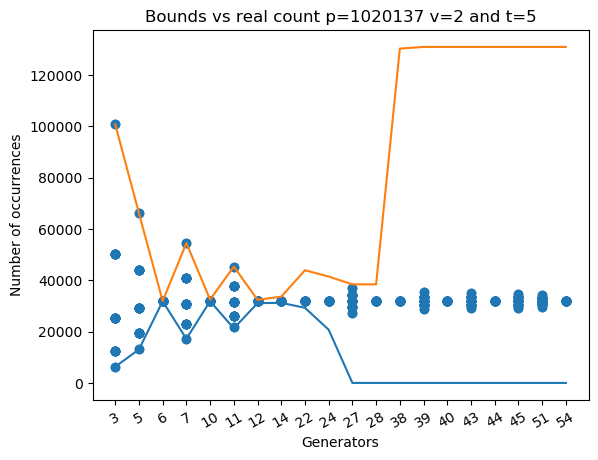 Bounds vs real count p=1020137 v=2 and t=5
Number of occurrences
120000
100000
80000
60000
40000
20000
0
3 5 6 7 10 11 12 14 22 24 27 28 38 39 40 43 44 45 51 54
Generators